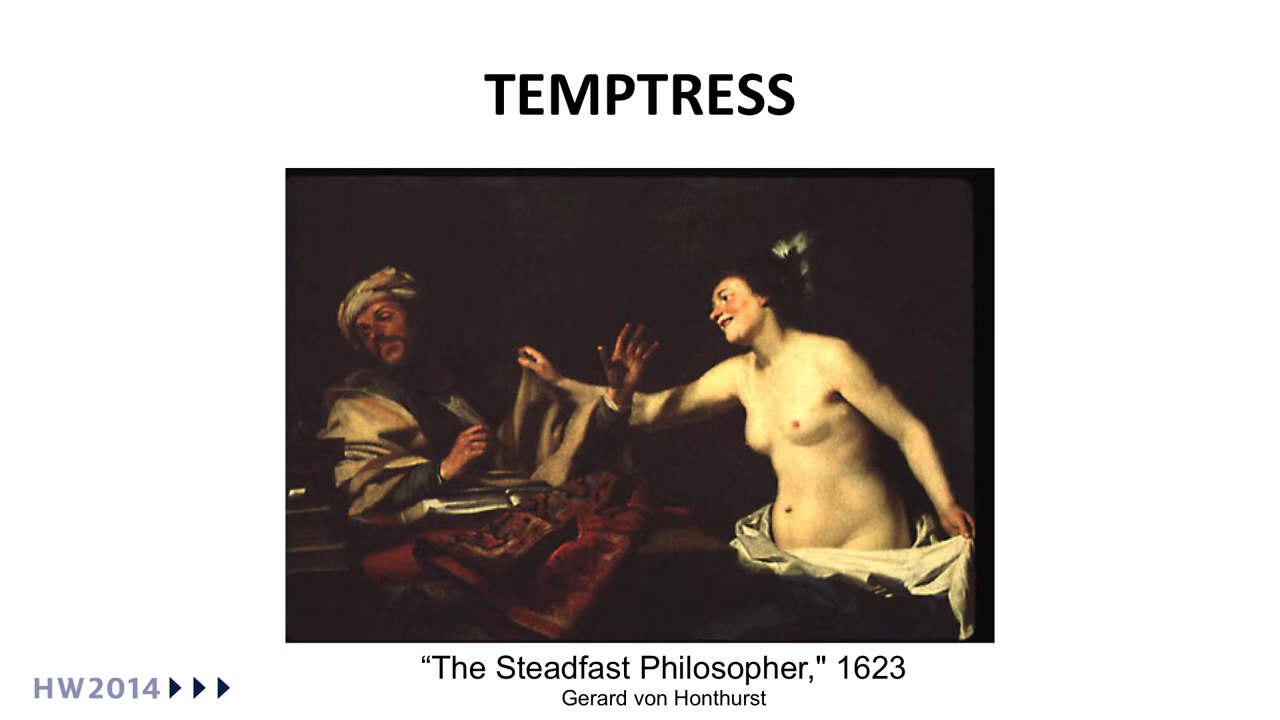 TEMPTRESS
“The Steadfast Philosopher," 1623
Gerard von Honthurst
HW2014